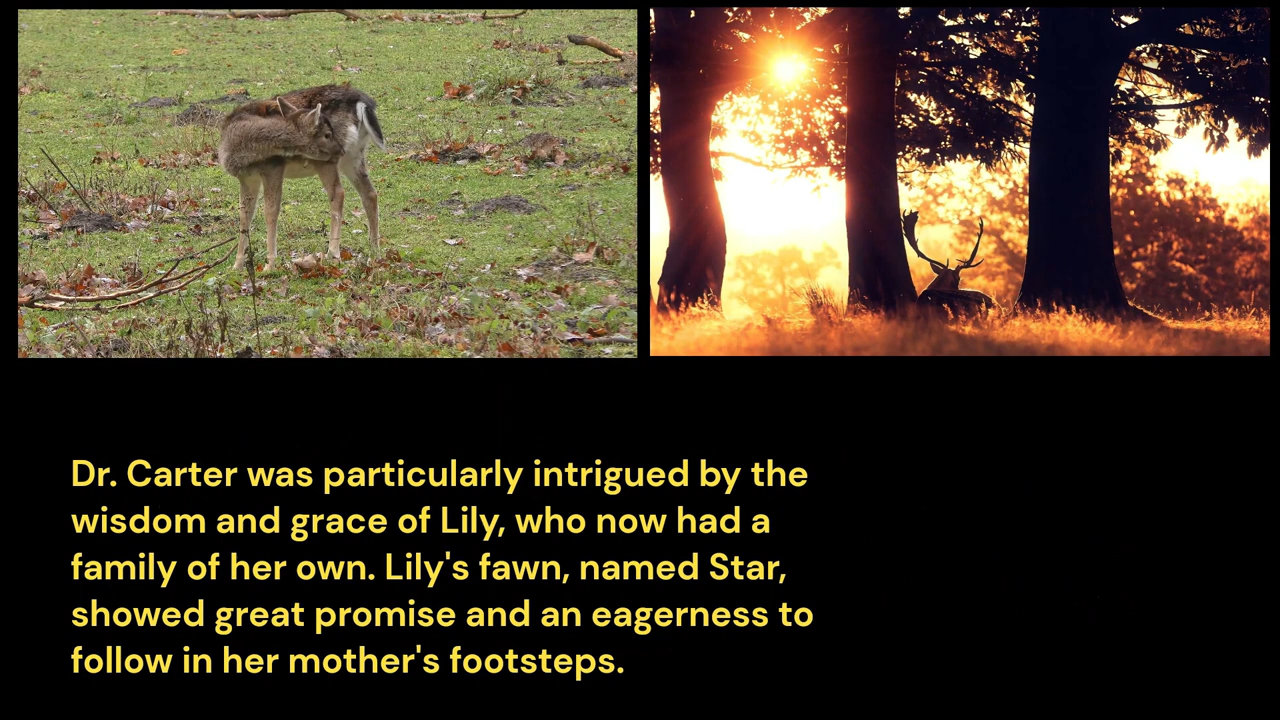 Dr. Carter was particularly intrigued by the
wisdom and grace of Lily, who now had a
family of her own. Lily's fawn, named Star,
showed great promise and an eagerness to
follow in her mother's footsteps.